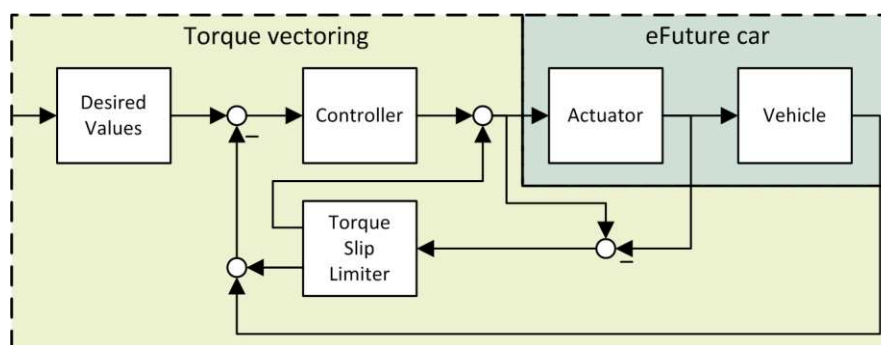 Torque vectoring
eFuture car
Desired
Values
Controller
Actuator
Vehicle
Torque
Slip
Limiter